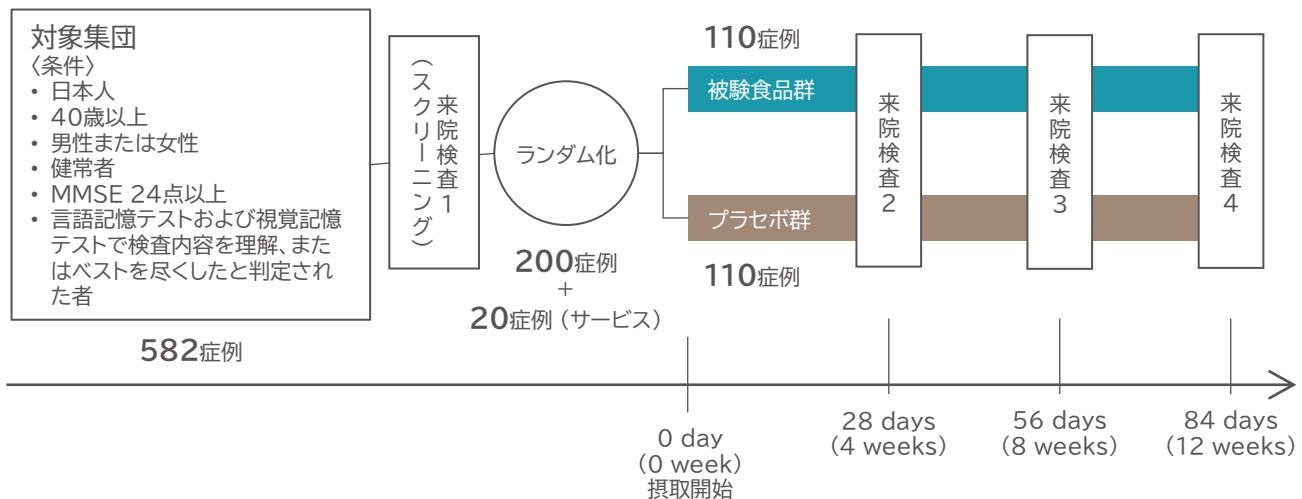 対象集団
〈条件〉
• 日本人
• 40歳以上
• 男性または女性
• 健常者
• MMSE 24点以上
• 言語記憶テストおよび視覚記憶
テストで検査内容を理解、また
はベストを尽くしたと判定され
た者
582症例
来院検査1
(スクリーニング)
ランダム化
200症例
+
20症例(サービス)
110症例
被験食品群
プラセボ群
110症例
来院検査2
来院検査3
来院検査4
0 day
(0 week)
摂取開始
28 days
(4 weeks)
56 days
(8 weeks)
84 days
(12 weeks)